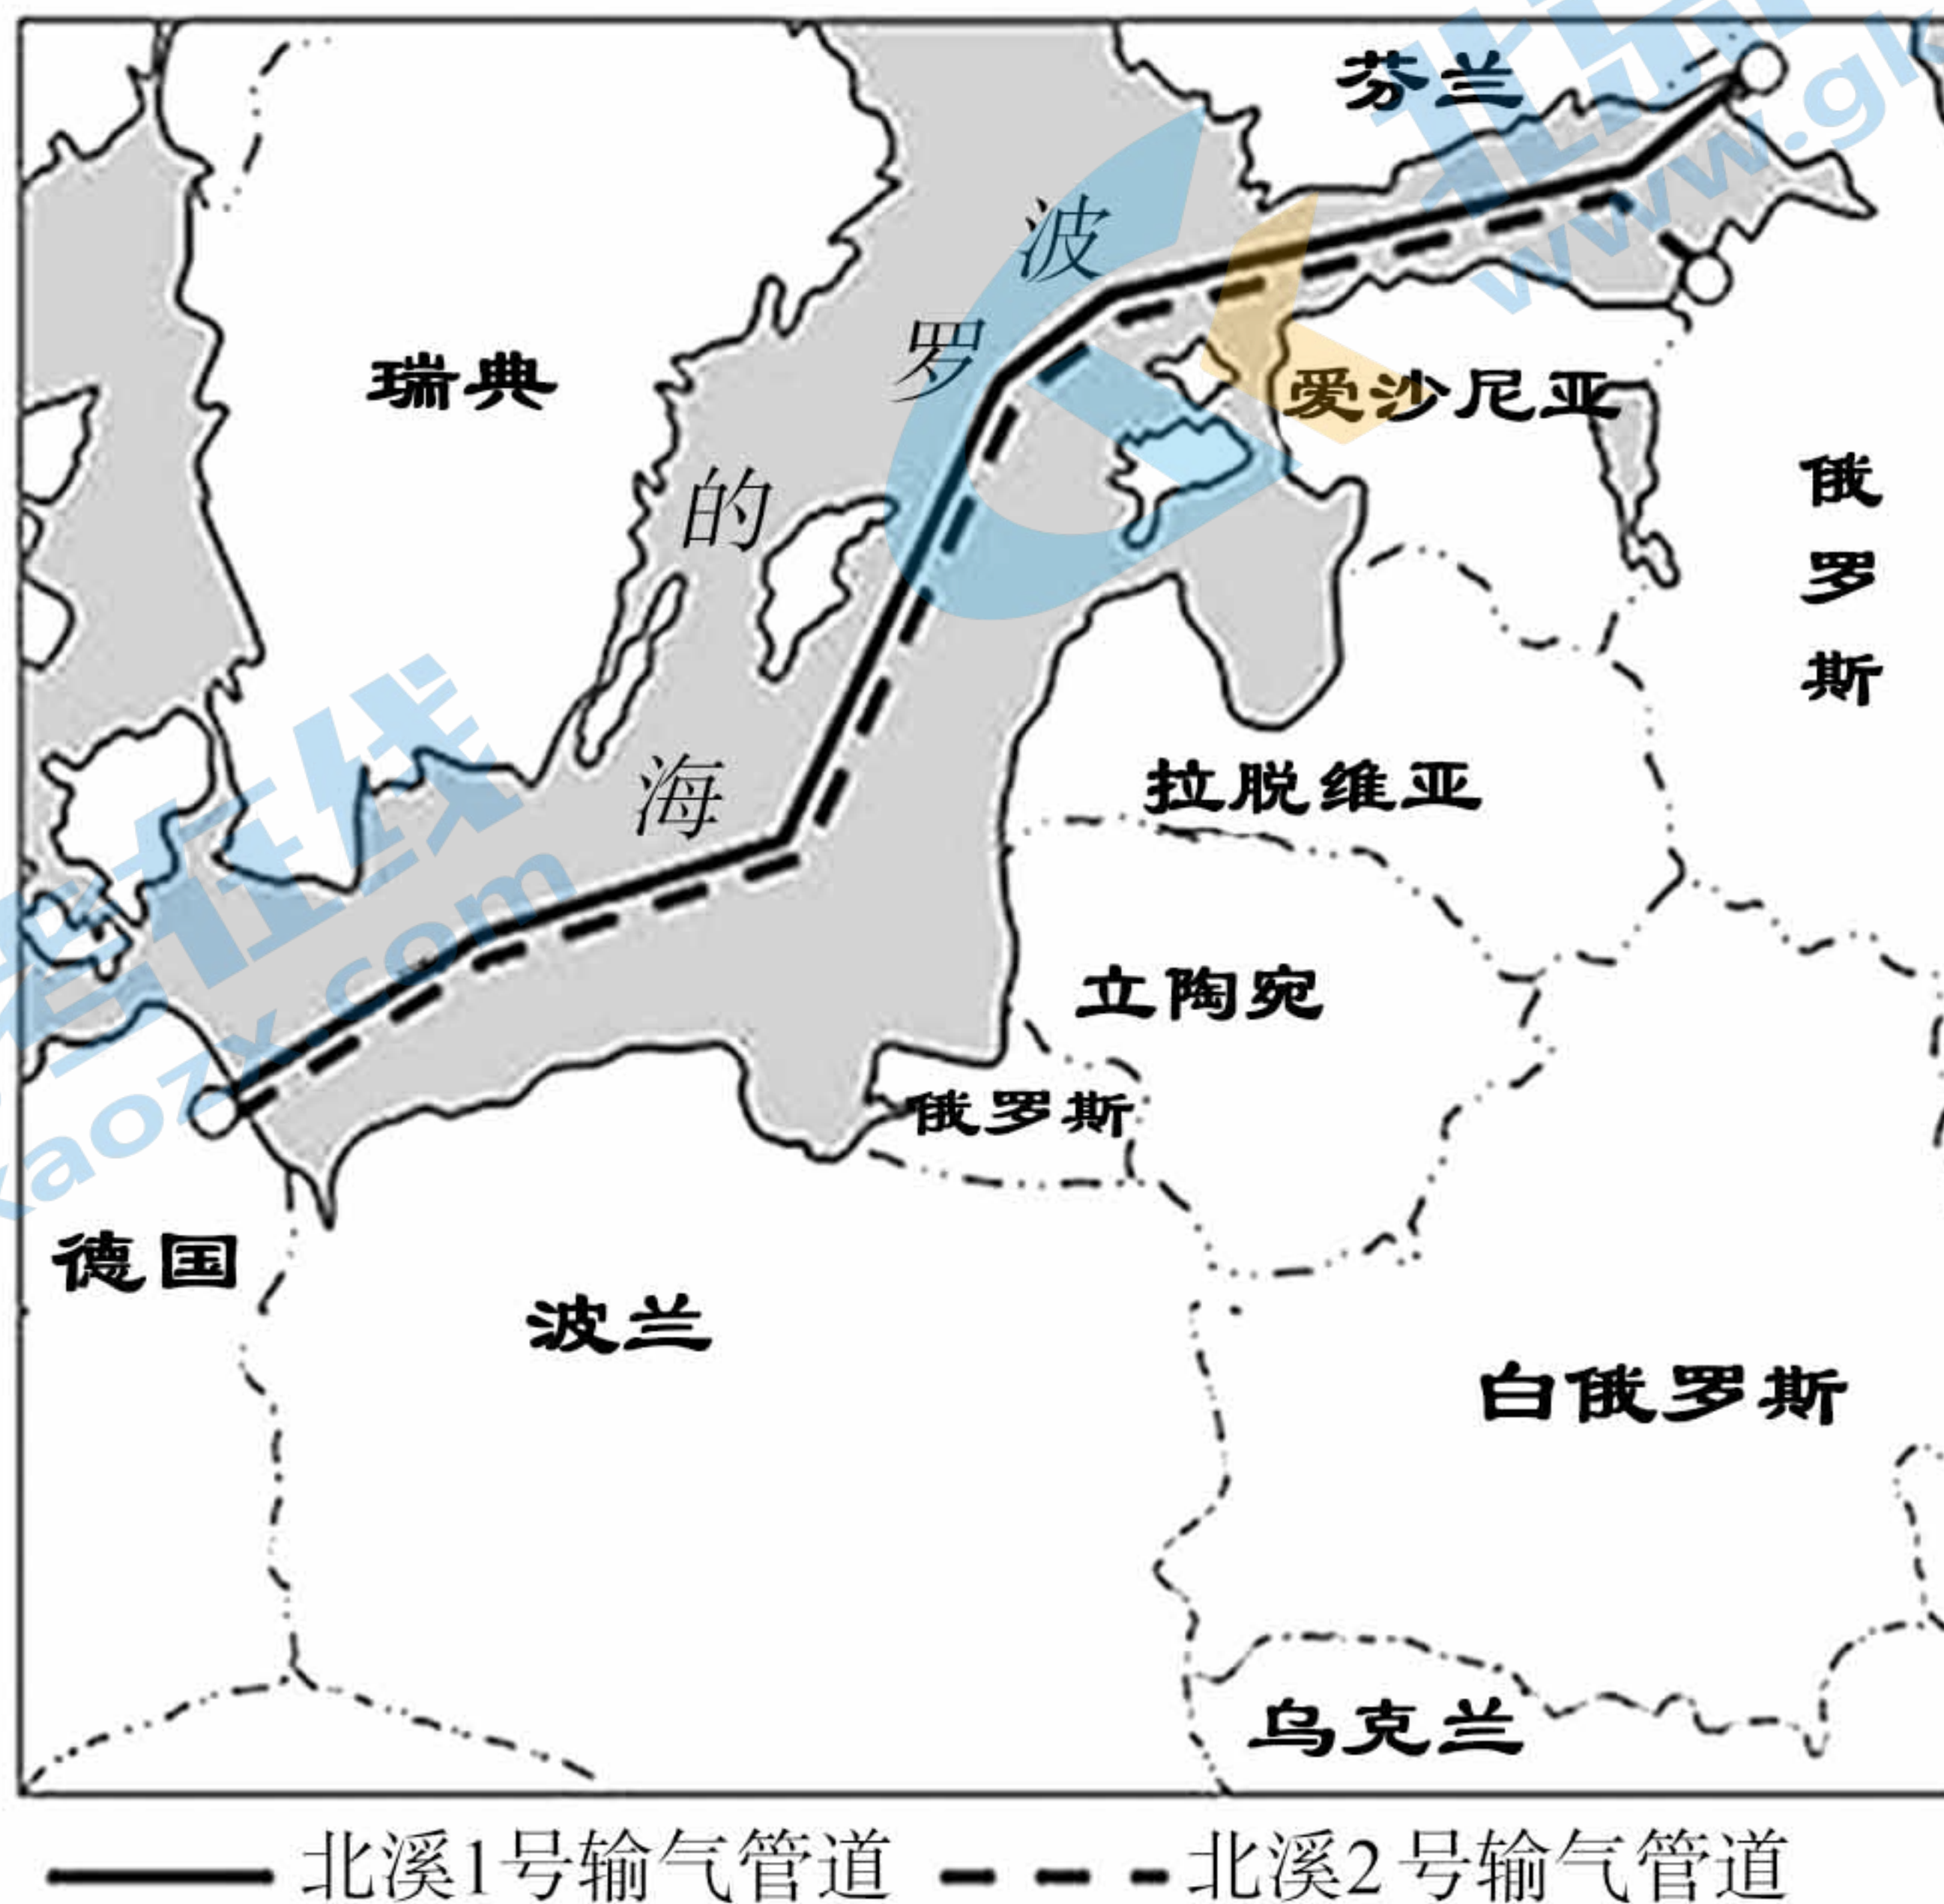 芬兰
波
罗
的
海
瑞典
爱沙尼亚
俄
罗
斯
拉脱维亚
立陶宛
俄罗斯
德国
波兰
白俄罗斯
乌克兰
北溪1号输气管道
北溪2号输气管道